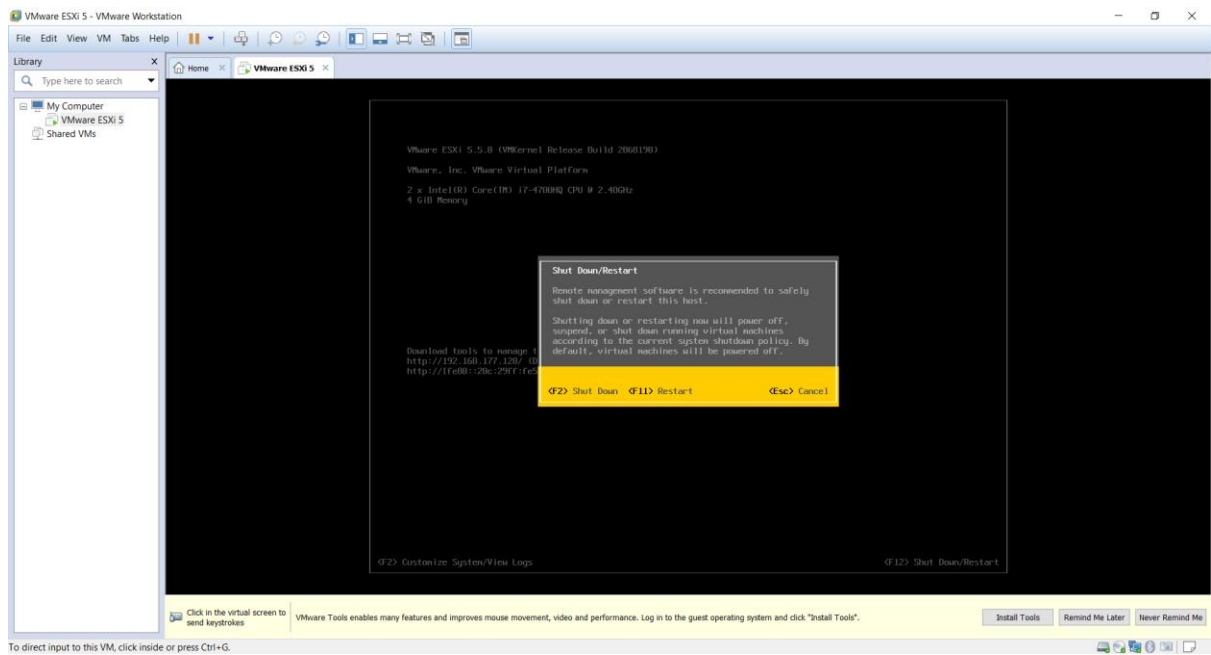 VMware ESXi 5 - VMware Workstation
File Edit View VM Tabs Help
Library
Type here to search
My Computer
VMware ESXi 5
Shared VMs
Home
VMware ESXi 5
VMware ESXi 5.5.0 (VMKernel Release Build 2068190)
VMware, Inc. VMware Virtual Platform
2 x Intel(R) Core(TM) i7-4700HQ CPU @ 2.40GHz
4 GiB Memory
Shut Down/Restart
Remote management software is recommended to safely
shut down or restart this host.
Shutting down or restarting now will power off,
suspend, or shut down running virtual machines
according to the current system shutdown policy. By
default, virtual machines will be powered off.
<F2> Shut Down <F11> Restart <Esc> Cancel
Download tools to manage t
http://192.168.177.128/ (D
http://[fe80::20c:29ff:fe5
<F2> Customize System/View Logs
<F12> Shut Down/Restart
Click in the virtual screen to
send keystrokes
VMware Tools enables many features and improves mouse movement, video and performance. Log in to the guest operating system and click "Install Tools".
Install Tools
Remind Me Later
Never Remind Me
To direct input to this VM, click inside or press Ctrl+G.